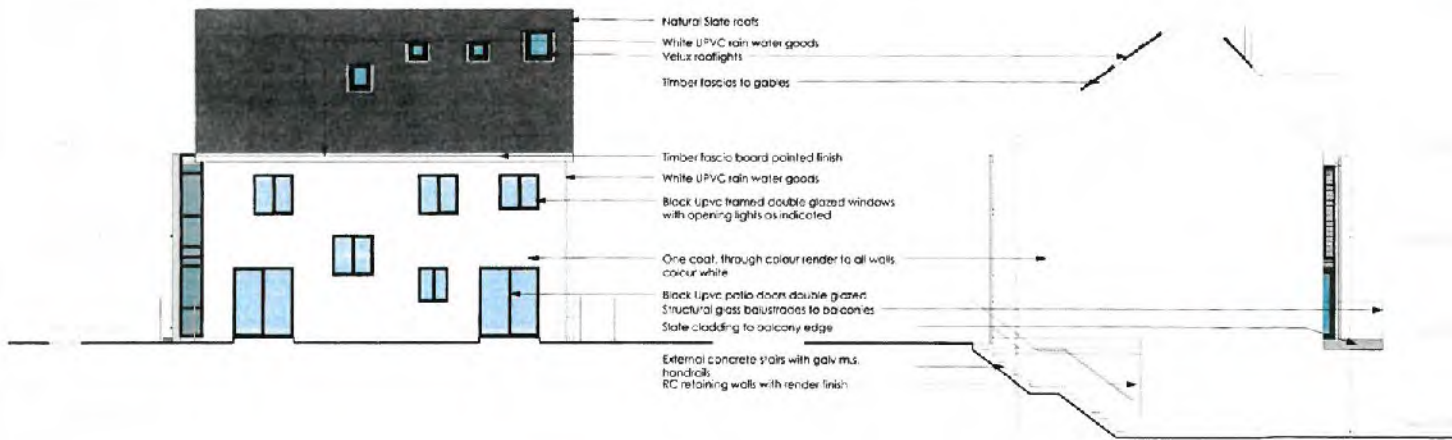 Natural Slate roofs
White UPVC rain water goods
Velux rooflights
Timber fascias to gables
Timber fascia board painted finish
White UPVC rain water goods
Black Upvc framed double glazed windows
with opening lights as indicated
One coat, through colour render to all walls
colour white
Black Upvc patio doors double glazed
Structural glass balustrades to balconies
Slate cladding to balcony edge
External concrete stairs with galv m.s.
handrails
RC retaining walls with render finish